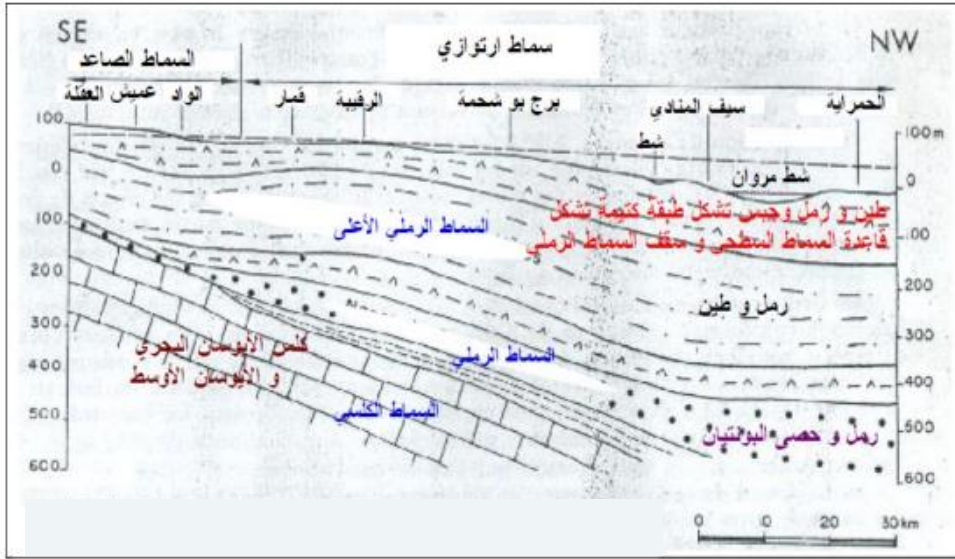 SE
NW
سماط ارتوازي
السماط الصاعد
الحمراية
سيف المنادي
برج بو شحمة
الرقيبة
قمار
الواد
عميش
العقلة
شط
شط مروان
100
0
100
200
300
400
500
600
100m
0
100
200
300
400
500
600
طين و رمل وجبس تشكل طبقة كتيمة تشكل
قاعدة السماط السطحي و سقف السماط الرملي
السماط الرملي الأعلى
رمل و طين
السماط الرملي
كلس الأيوسان البحري
و الأيوسان الأوسط
السماط الكلسي
رمل و حصى البونتيان
0 10 20 30 km